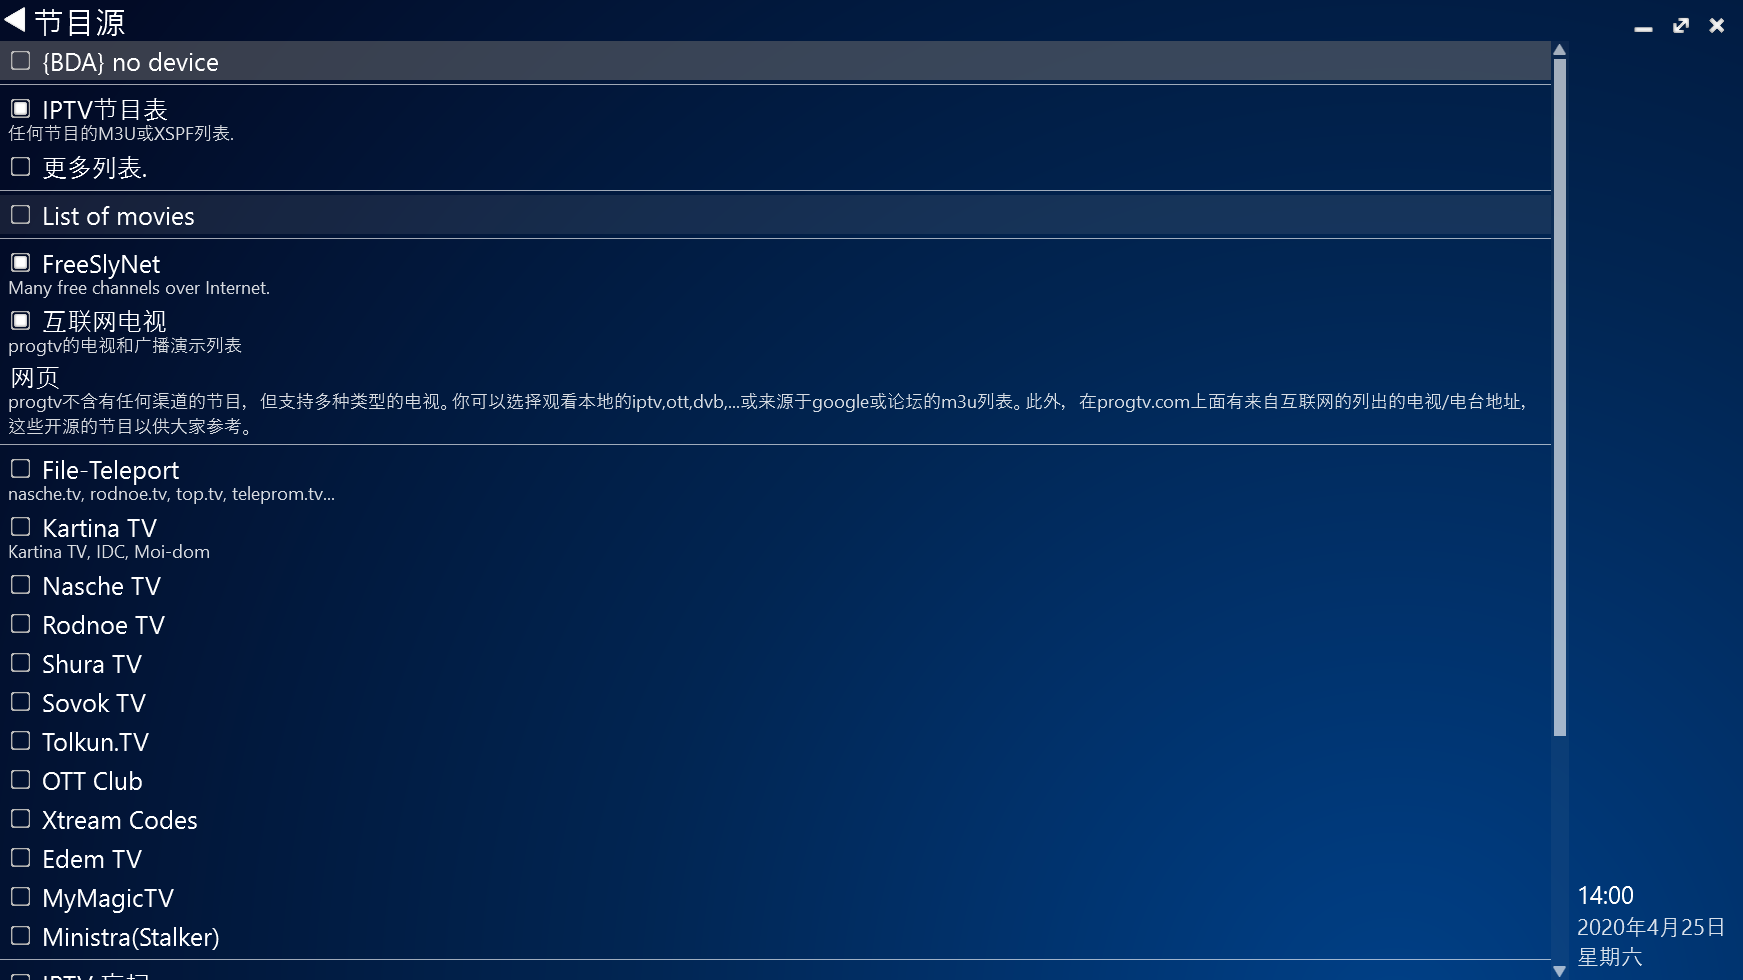 节目源
{BDA} no device
IPTV节目表
任何节目的M3U或XSPF列表.
更多列表.
List of movies
FreeSlyNet
Many free channels over Internet.
互联网电视
progtv的电视和广播演示列表
网页
progtv不含有任何渠道的节目，但支持多种类型的电视。你可以选择观看本地的iptv,ott,dvb,...或来源于google或论坛的m3u列表。此外，在progtv.com上面有来自互联网的列出的电视/电台地址，
这些开源的节目以供大家参考。
File-Teleport
nasche.tv, rodnoe.tv, top.tv, teleprom.tv...
Kartina TV
Kartina TV, IDC, Moi-dom
Nasche TV
Rodnoe TV
Shura TV
Sovok TV
Tolkun.TV
OTT Club
Xtream Codes
Edem TV
MyMagicTV
Ministra(Stalker)
IPTV
14:00
2020年4月25日
星期六